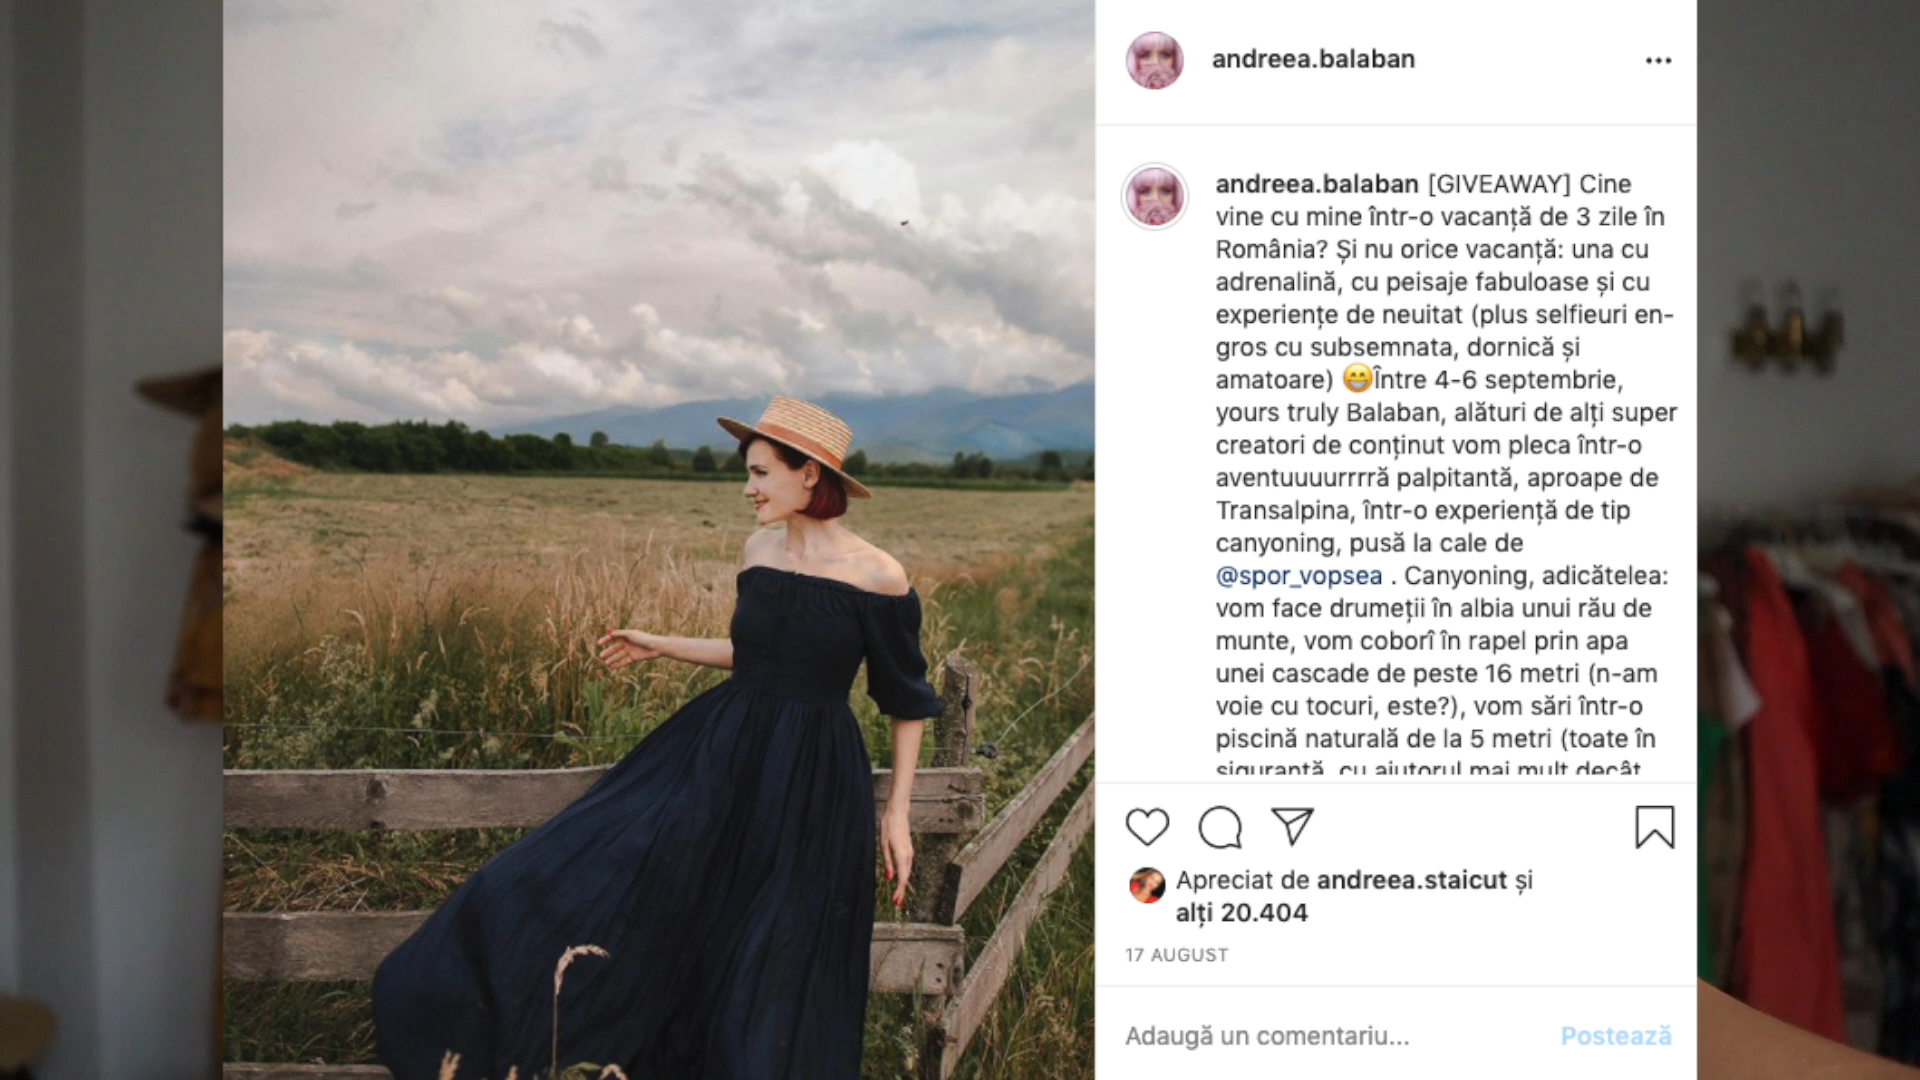 andreea.balaban
andreea.balaban [GIVEAWAY] Cine
vine cu mine într-o vacanță de 3 zile în
România? Și nu orice vacanță: una cu
adrenalină, cu peisaje fabuloase și cu
experiențe de neuitat (plus selfieuri en-
gros cu subsemnata, dornică și
amatoare) 😁Între 4-6 septembrie,
yours truly Balaban, alături de alți super
creatori de conținut vom pleca într-o
aventuuuurrrră palpitantă, aproape de
Transalpina, într-o experiență de tip
canyoning, pusă la cale de
@spor_vopsea . Canyoning, adicătelea:
vom face drumeții în albia unui râu de
munte, vom coborî în rapel prin apa
unei cascade de peste 16 metri (n-am
voie cu tocuri, este?), vom sări într-o
piscină naturală de la 5 metri (toate în
siguranță, cu ajutorul mai mult decât
Apreciat de andreea.staicut și
alți 20.404
17 AUGUST
Adaugă un comentariu...
Postează